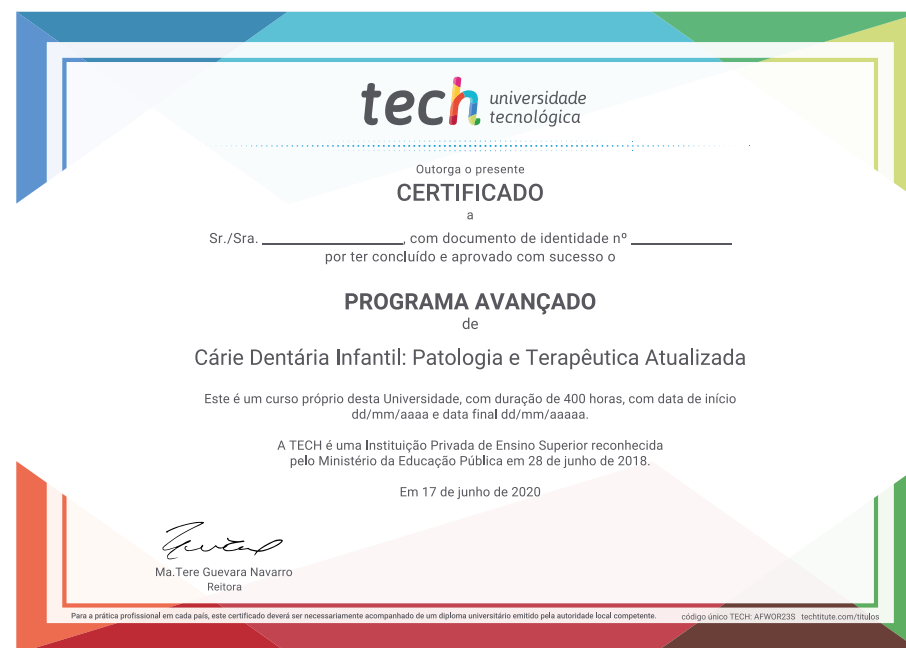 tech universidade
tecnológica
Outorga o presente
CERTIFICADO
a
Sr./Sra. ____________, com documento de identidade nº ____________
por ter concluído e aprovado com sucesso o
PROGRAMA AVANÇADO
de
Cárie Dentária Infantil: Patologia e Terapêutica Atualizada
Este é um curso próprio desta Universidade, com duração de 400 horas, com data de início
dd/mm/aaaa e data final dd/mm/aaaaa.
A TECH é uma Instituição Privada de Ensino Superior reconhecida
pelo Ministério da Educação Pública em 28 de junho de 2018.
Em 17 de junho de 2020
Ma.Tere Guevara Navarro
Reitora
Para a prática profissional em cada país, este certificado deverá ser necessariamente acompanhado de um diploma universitário emitido pela autoridade local competente. código único TECH: AFWOR23S techtitute.com/titulos